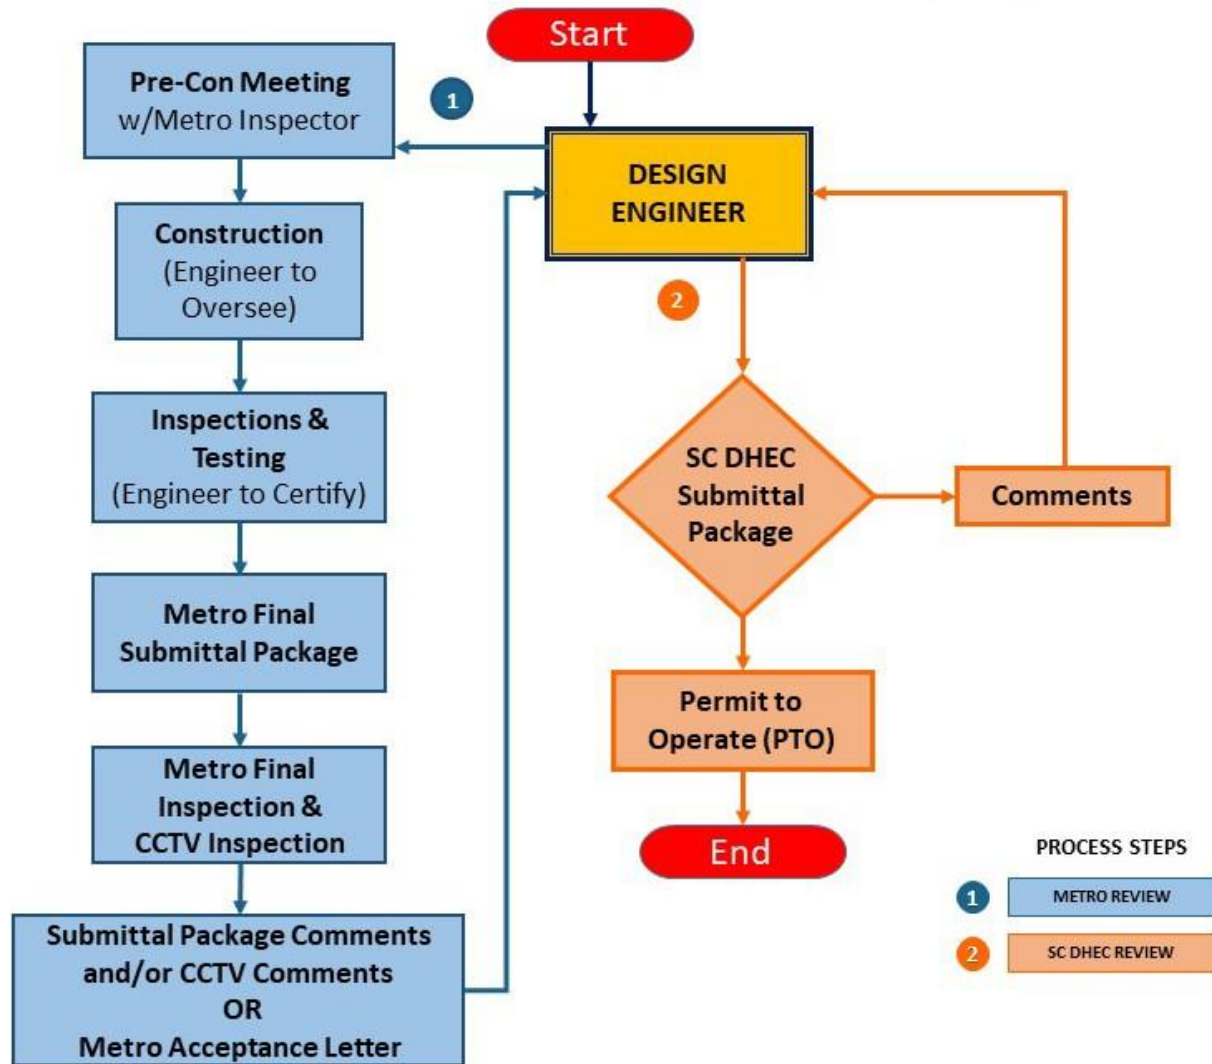 Start
Pre-Con Meeting
w/Metro Inspector
1
DESIGN
ENGINEER
Construction
(Engineer to
Oversee)
2
Inspections &
Testing
(Engineer to Certify)
SC DHEC
Submittal
Package
Comments
Metro Final
Submittal Package
Permit to
Operate (PTO)
Metro Final
Inspection &
CCTV Inspection
End
Submittal Package Comments
and/or CCTV Comments
OR
Metro Acceptance Letter
PROCESS STEPS
1 METRO REVIEW
2 SC DHEC REVIEW